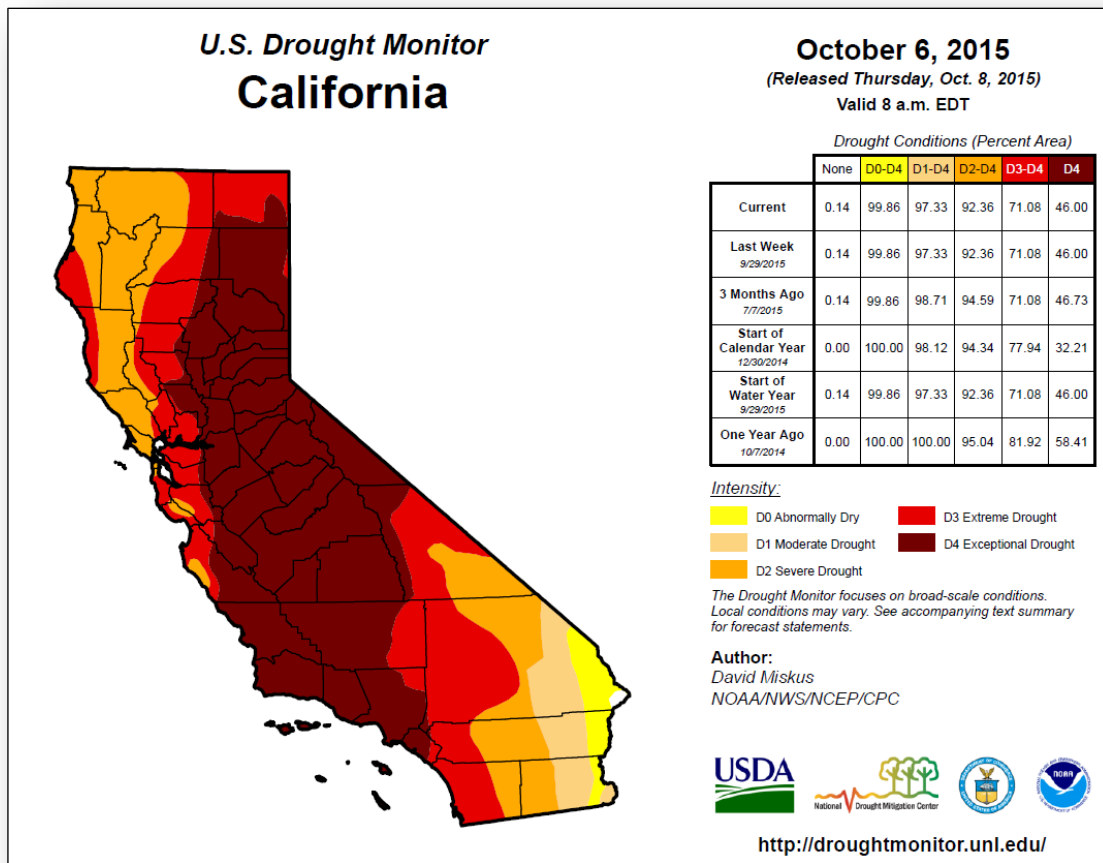 U.S. Drought Monitor
California
October 6, 2015
(Released Thursday, Oct. 8, 2015)
Valid 8 a.m. EDT
Drought Conditions (Percent Area)
None D0-D4 D1-D4 D2-D4 D3-D4 D4
Current 0.14 99.86 97.33 92.36 71.08 46.00
Last Week
9/29/2015
0.14 99.86 97.33 92.36 71.08 46.00
3 Months Ago
7/7/2015
0.14 99.86 98.71 94.59 71.08 46.73
Start of
Calendar Year
12/30/2014
0.00 100.00 98.12 94.34 77.94 32.21
Start of
Water Year
9/29/2015
0.14 99.86 97.33 92.36 71.08 46.00
One Year Ago
10/7/2014
0.00 100.00 100.00 95.04 81.92 58.41
Intensity:
D0 Abnormally Dry
D1 Moderate Drought
D2 Severe Drought
D3 Extreme Drought
D4 Exceptional Drought
The Drought Monitor focuses on broad-scale conditions.
Local conditions may vary. See accompanying text summary
for forecast statements.
Author:
David Miskus
NOAA/NWS/NCEP/CPC
USDA
National Drought Mitigation Center
NOAA
http://droughtmonitor.unl.edu/